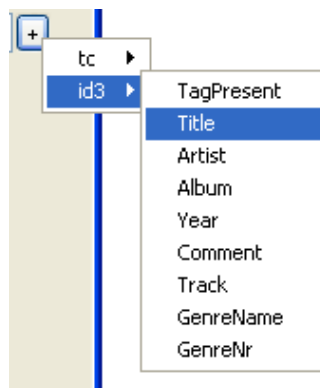 +
tc
id3
TagPresent
Title
Artist
Album
Year
Comment
Track
GenreName
GenreNr